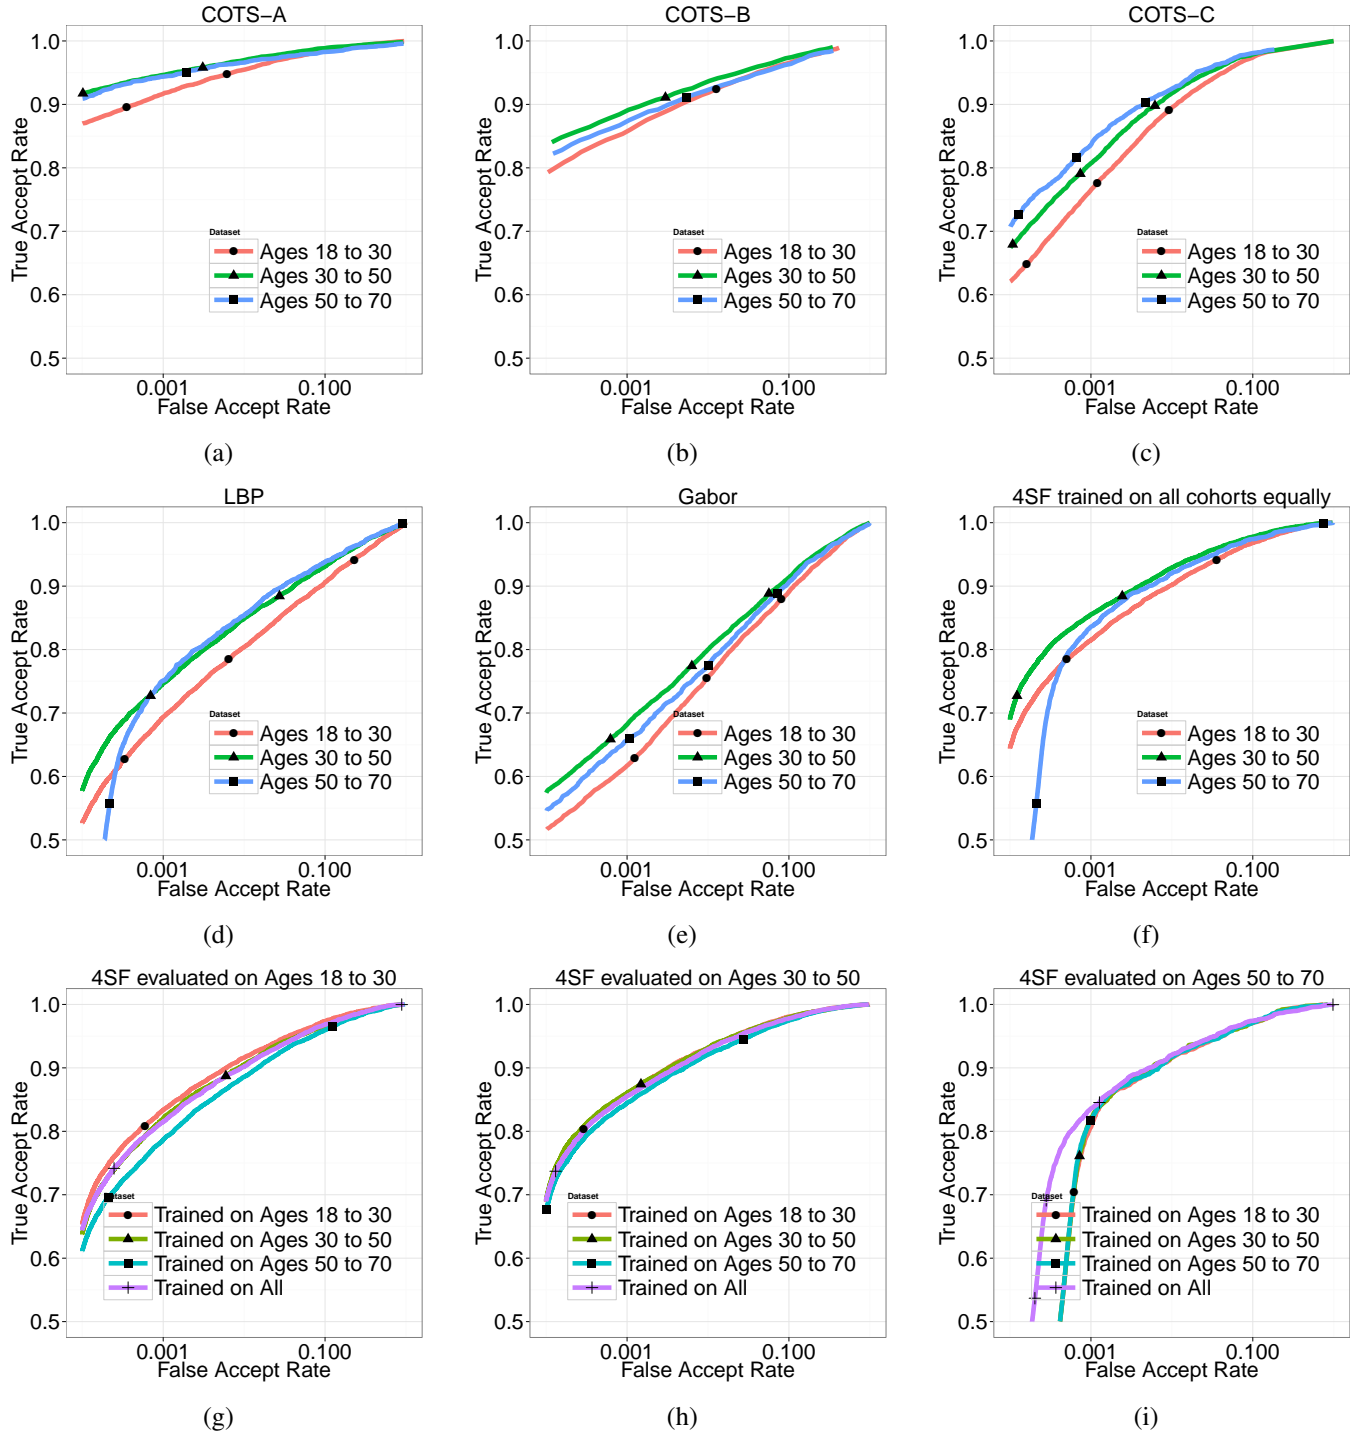 COTS−A
True Accept Rate
1.0
0.9
0.8
0.7
0.6
0.5
Dataset
Ages 18 to 30
Ages 30 to 50
Ages 50 to 70
0.001 0.100
False Accept Rate
(a)
COTS−B
True Accept Rate
1.0
0.9
0.8
0.7
0.6
0.5
Dataset
Ages 18 to 30
Ages 30 to 50
Ages 50 to 70
0.001 0.100
False Accept Rate
(b)
COTS−C
True Accept Rate
1.0
0.9
0.8
0.7
0.6
0.5
Dataset
Ages 18 to 30
Ages 30 to 50
Ages 50 to 70
0.001 0.100
False Accept Rate
(c)
LBP
True Accept Rate
1.0
0.9
0.8
0.7
0.6
0.5
Dataset
Ages 18 to 30
Ages 30 to 50
Ages 50 to 70
0.001 0.100
False Accept Rate
(d)
Gabor
True Accept Rate
1.0
0.9
0.8
0.7
0.6
0.5
Dataset
Ages 18 to 30
Ages 30 to 50
Ages 50 to 70
0.001 0.100
False Accept Rate
(e)
4SF trained on all cohorts equally
True Accept Rate
1.0
0.9
0.8
0.7
0.6
0.5
Dataset
Ages 18 to 30
Ages 30 to 50
Ages 50 to 70
0.001 0.100
False Accept Rate
(f)
4SF evaluated on Ages 18 to 30
True Accept Rate
1.0
0.9
0.8
0.7
0.6
0.5
Dataset
Trained on Ages 18 to 30
Trained on Ages 30 to 50
Trained on Ages 50 to 70
Trained on All
0.001 0.100
False Accept Rate
(g)
4SF evaluated on Ages 30 to 50
True Accept Rate
1.0
0.9
0.8
0.7
0.6
0.5
Dataset
Trained on Ages 18 to 30
Trained on Ages 30 to 50
Trained on Ages 50 to 70
Trained on All
0.001 0.100
False Accept Rate
(h)
4SF evaluated on Ages 50 to 70
True Accept Rate
1.0
0.9
0.8
0.7
0.6
0.5
Dataset
Trained on Ages 18 to 30
Trained on Ages 30 to 50
Trained on Ages 50 to 70
Trained on All
0.001 0.100
False Accept Rate
(i)